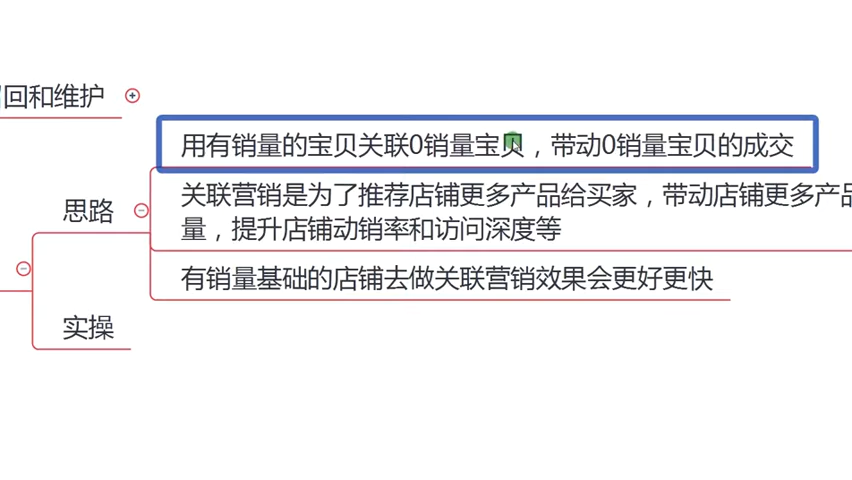 回和维护
用有销量的宝贝关联0销量宝贝，带动0销量宝贝的成交
关联营销是为了推荐店铺更多产品给买家，带动店铺更多产品
量，提升店铺动销率和访问深度等
思路
有销量基础的店铺去做关联营销效果会更好更快
实操